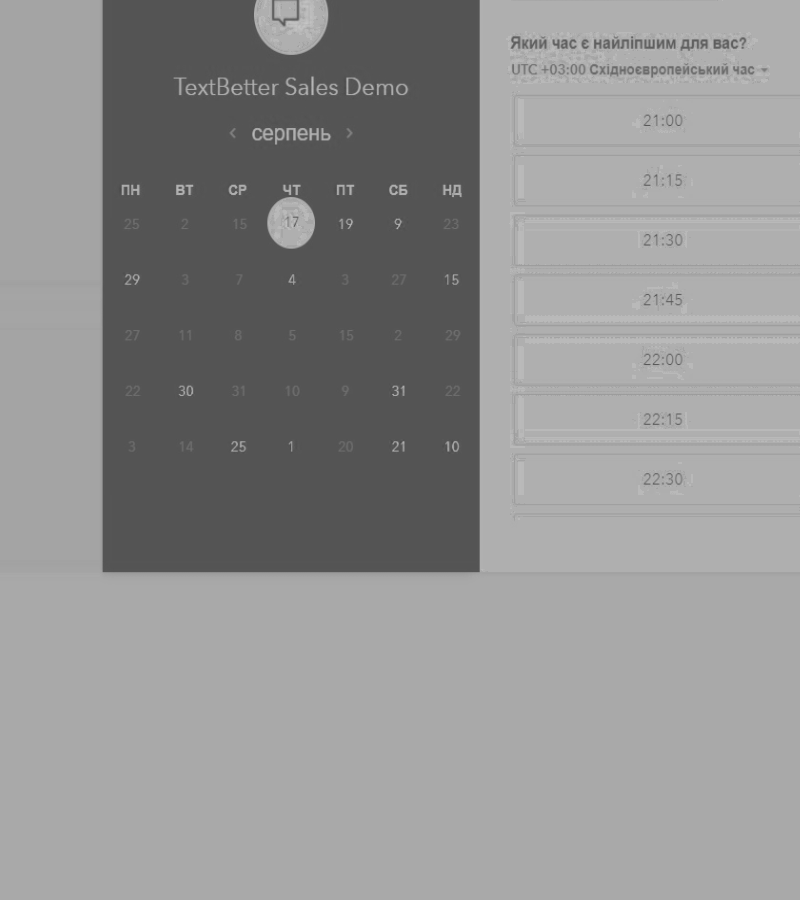 TextBetter Sales Demo
‹ серпень ›
ПН ВТ СР ЧТ ПТ СБ НД
25 2 15 17 19 9 23
29 3 7 4 3 27 15
27 11 8 5 15 2 29
22 30 31 10 9 31 22
3 14 25 1 20 21 10
Який час є найліпшим для вас?
UTC +03:00 Східноєвропейський час
21:00
21:15
21:30
21:45
22:00
22:15
22:30